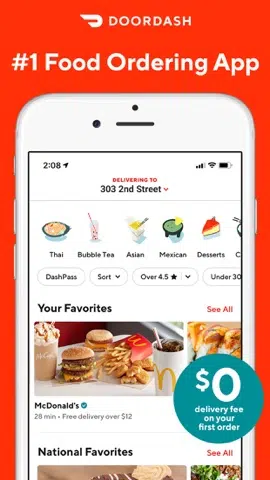 DOORDASH
#1 Food Ordering App
2:08
DELIVERING TO
303 2nd Street
Thai
Bubble Tea
Asian
Mexican
Desserts
DashPass
Sort
Over 4.5 ★
Under 30
Your Favorites
See All
McDonald's
28 min • Free delivery over $12
$0
delivery fee
on your
first order
National Favorites
See All